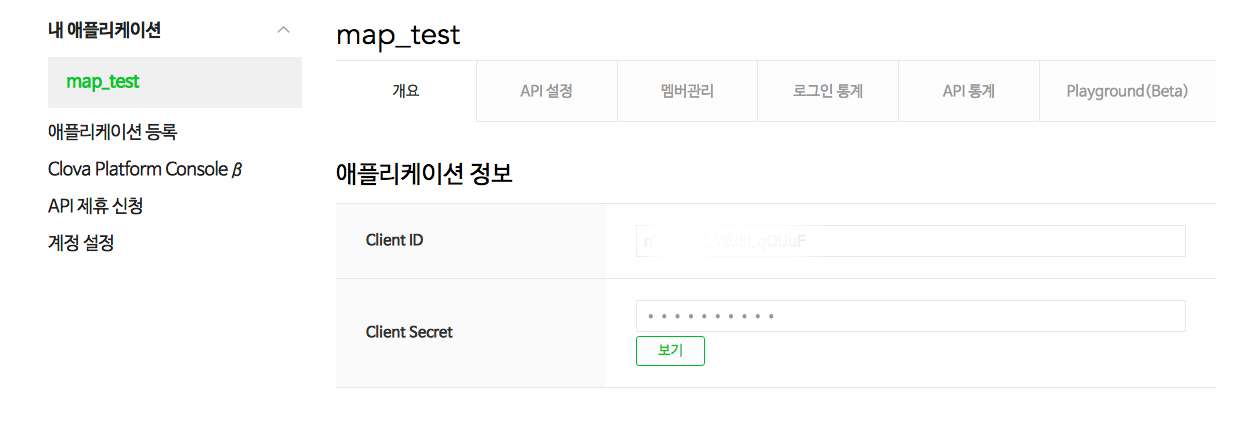 내 애플리케이션
map_test
애플리케이션 등록
Clova Platform Console β
API 제휴 신청
계정 설정
map_test
개요 API 설정 멤버관리 로그인 통계 API 통계 Playground(Beta)
애플리케이션 정보
Client ID
Client Secret
• • • • • • • • • •
보기